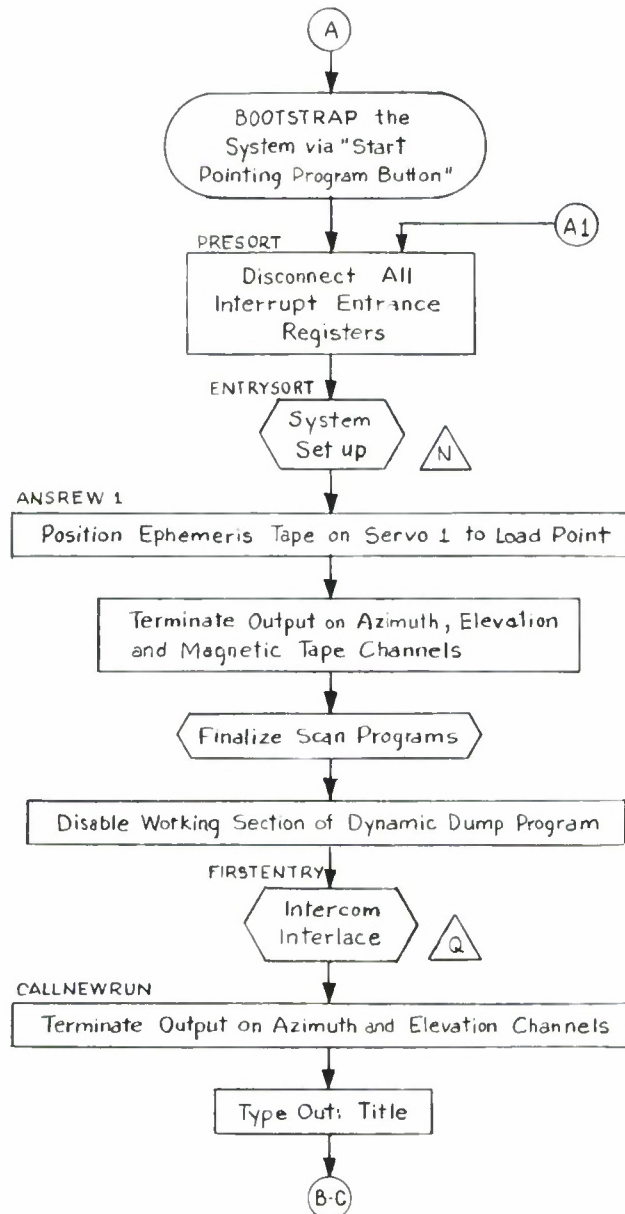 A
BOOTSTRAP the
System via "Start
Pointing Program Button"
A1
PRESORT
Disconnect All
Interrupt Entrance
Registers
ENTRYSORT
System
Set up
N
ANSREW 1
Position Ephemeris Tape on Servo 1 to Load Point
Terminate Output on Azimuth, Elevation
and Magnetic Tape Channels
Finalize Scan Programs
Disable Working Section of Dynamic Dump Program
FIRSTENTRY
Intercom
Interlace
Q
CALLNEWRUN
Terminate Output on Azimuth and Elevation Channels
Type Out: Title
B-C